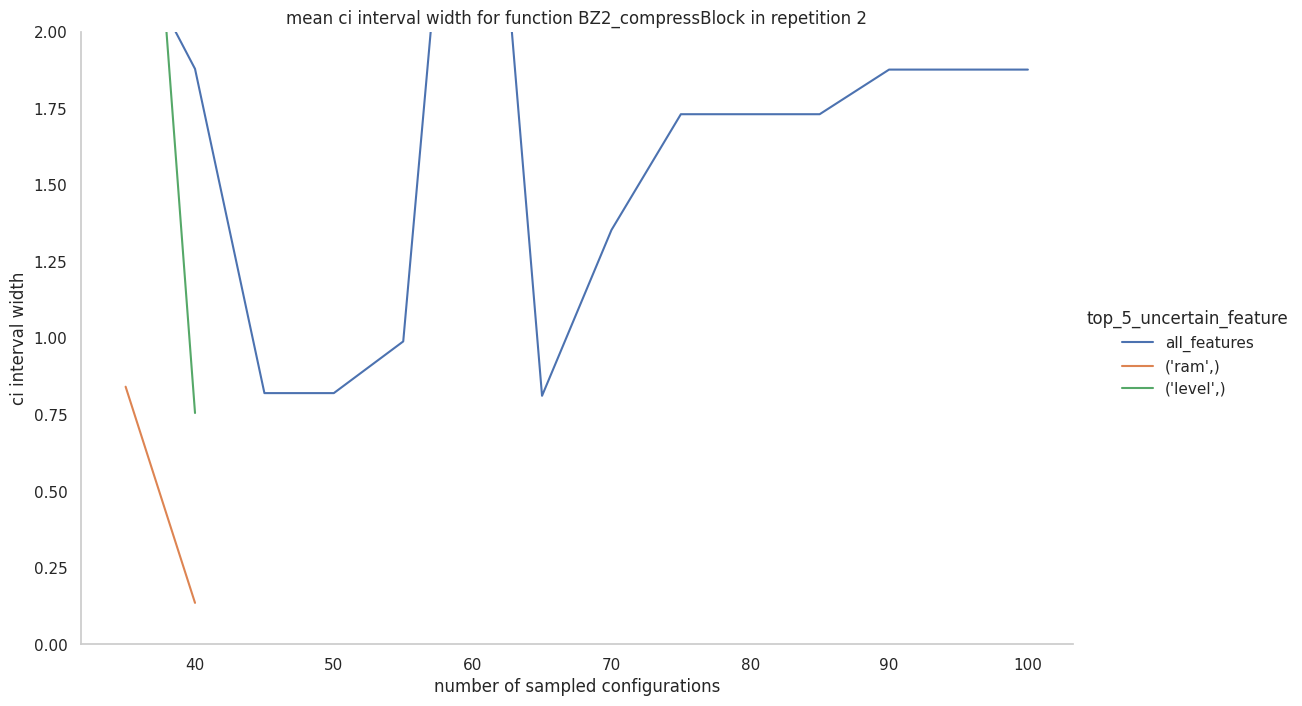 mean ci interval width for function BZ2_compressBlock in repetition 2
2.00
1.75
1.50
1.25
1.00
0.75
0.50
0.25
0.00
ci interval width
40 50 60 70 80 90 100
number of sampled configurations
top_5_uncertain_feature
all_features
('ram',)
('level',)